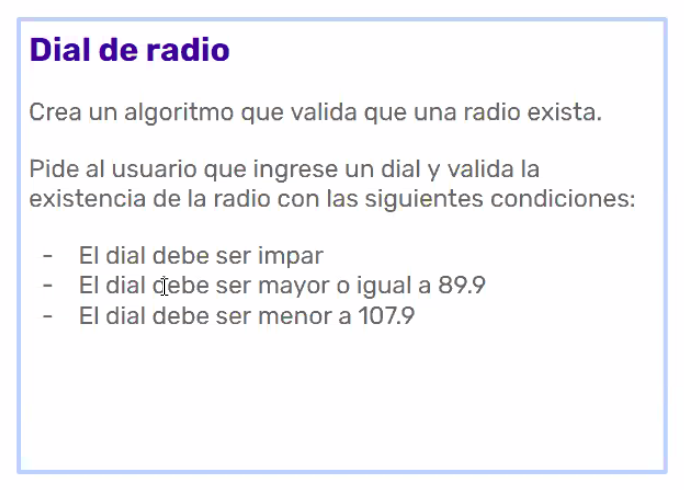 Dial de radio
Crea un algoritmo que valida que una radio exista.
Pide al usuario que ingrese un dial y valida la
existencia de la radio con las siguientes condiciones:
- El dial debe ser impar
- El dial debe ser mayor o igual a 89.9
- El dial debe ser menor a 107.9